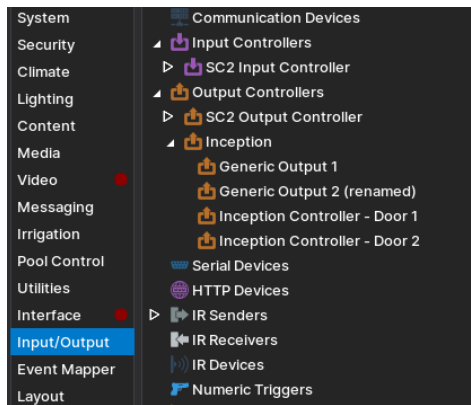 System
Security
Climate
Lighting
Content
Media
Video
Messaging
Irrigation
Pool Control
Utilities
Interface
Input/Output
Event Mapper
Layout
Communication Devices
Input Controllers
SC2 Input Controller
Output Controllers
SC2 Output Controller
Inception
Generic Output 1
Generic Output 2 (renamed)
Inception Controller - Door 1
Inception Controller - Door 2
Serial Devices
HTTP Devices
IR Senders
IR Receivers
IR Devices
Numeric Triggers